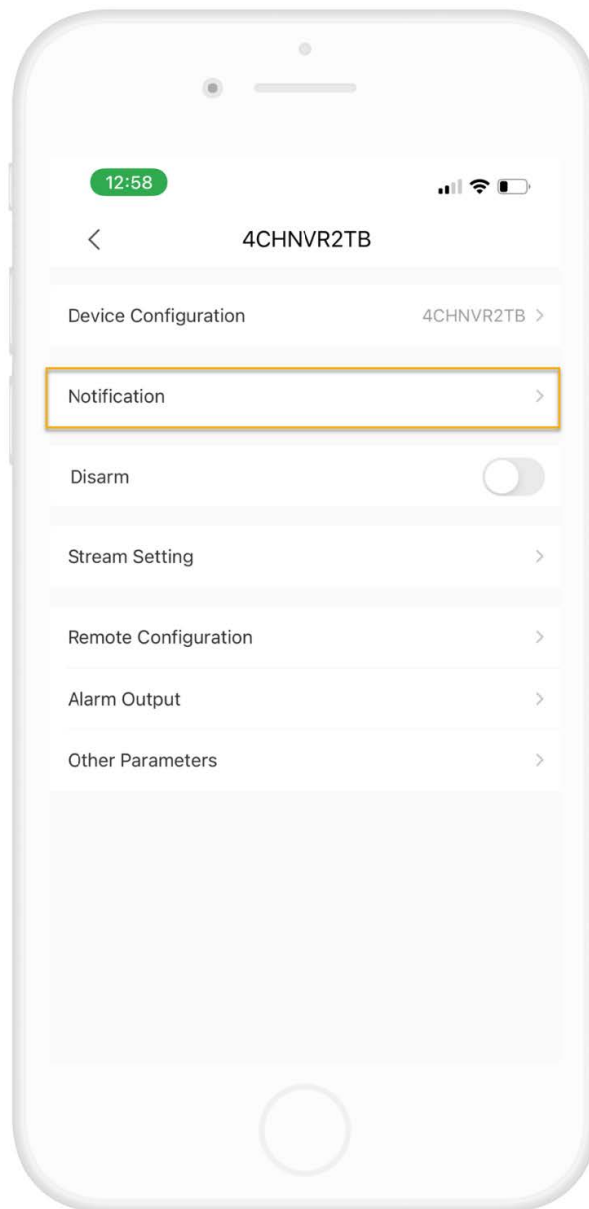 12:58
4CHNVR2TB
Device Configuration 4CHNVR2TB
Notification
Disarm
Stream Setting
Remote Configuration
Alarm Output
Other Parameters